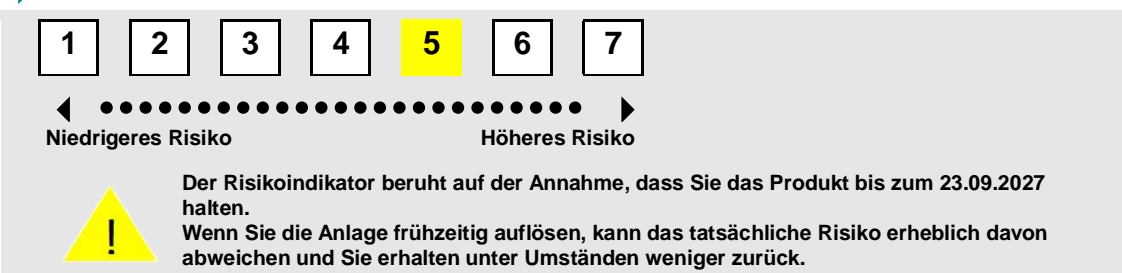 1 2 3 4 5 6 7
Niedrigeres Risiko Höheres Risiko
Der Risikoindikator beruht auf der Annahme, dass Sie das Produkt bis zum 23.09.2027
halten.
Wenn Sie die Anlage frühzeitig auflösen, kann das tatsächliche Risiko erheblich davon
abweichen und Sie erhalten unter Umständen weniger zurück.
!